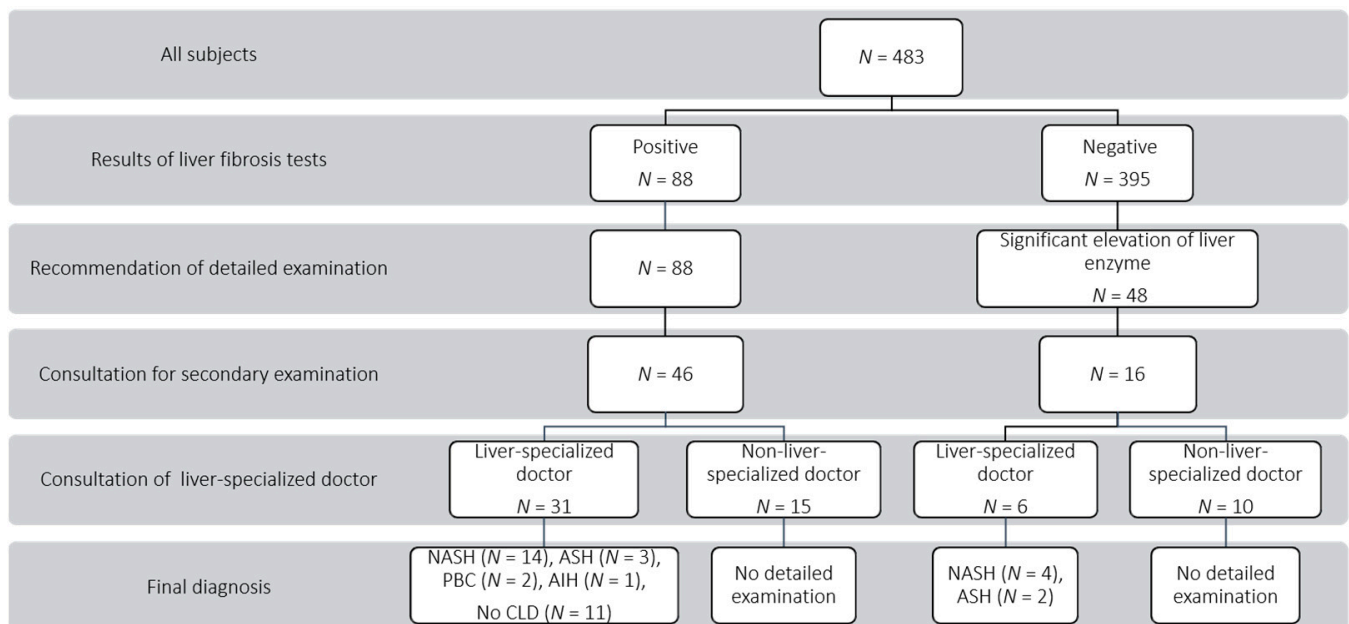 All subjects
N = 483
Results of liver fibrosis tests
Positive
N = 88
Negative
N = 395
Recommendation of detailed examination
N = 88
Significant elevation of liver
enzyme
N = 48
Consultation for secondary examination
N = 46
N = 16
Consultation of liver-specialized doctor
Liver-specialized
doctor
N = 31
Non-liver-
specialized doctor
N = 15
Liver-specialized
doctor
N = 6
Non-liver-
specialized doctor
N = 10
Final diagnosis
NASH (N = 14), ASH (N = 3),
PBC (N = 2), AIH (N = 1),
No CLD (N = 11)
No detailed
examination
NASH (N = 4),
ASH (N = 2)
No detailed
examination